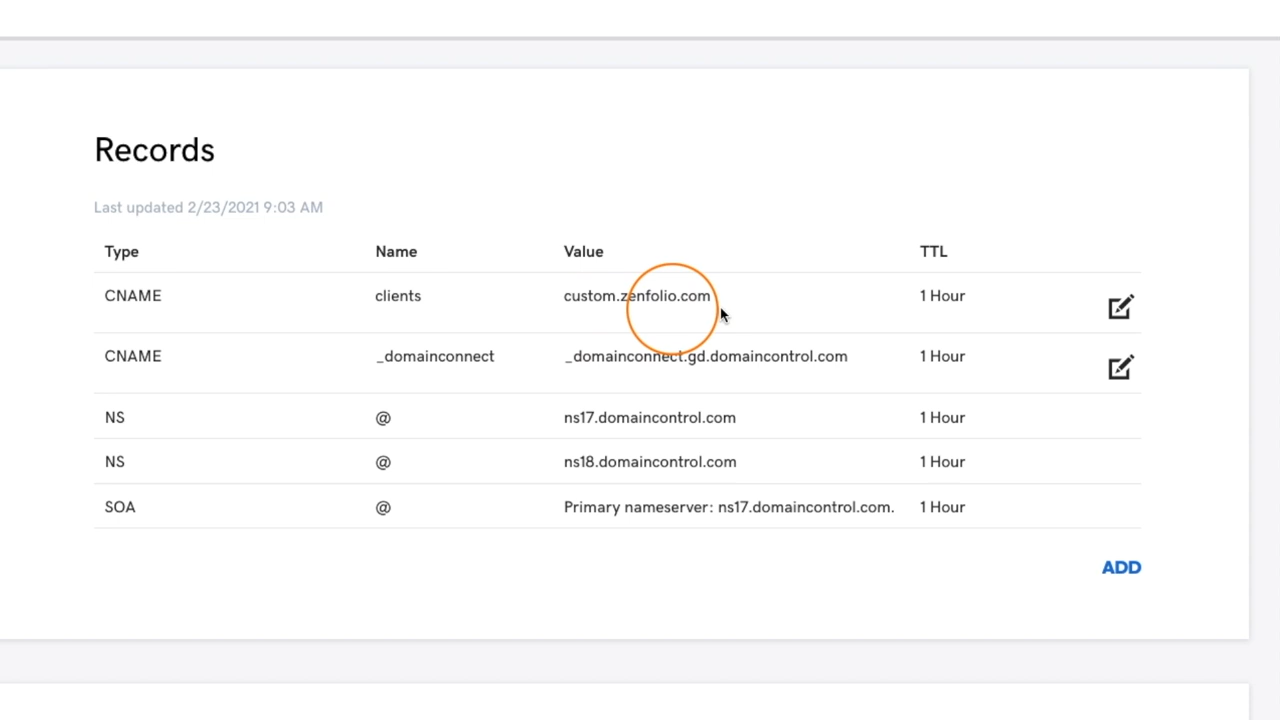 Records
Last updated 2/23/2021 9:03 AM
Type Name Value TTL
CNAME clients custom.zenfolio.com 1 Hour
CNAME _domainconnect _domainconnect.gd.domaincontrol.com 1 Hour
NS @ ns17.domaincontrol.com 1 Hour
NS @ ns18.domaincontrol.com 1 Hour
SOA @ Primary nameserver: ns17.domaincontrol.com. 1 Hour
ADD